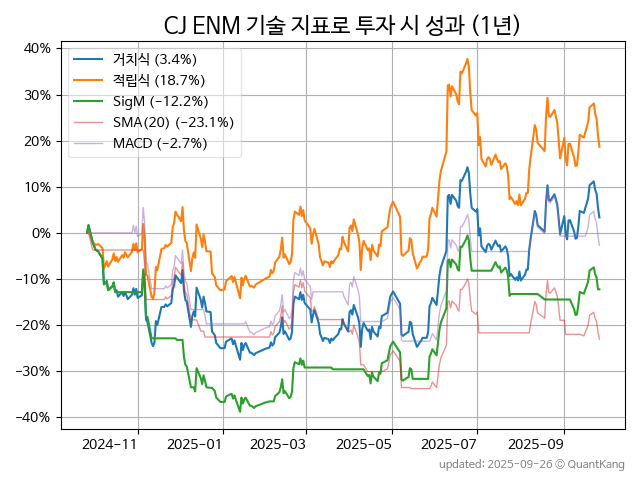 CJ ENM 기술 지표로 투자 시 성과 (1년)
40%
30%
20%
10%
0%
−10%
−20%
−30%
−40%
거치식 (3.4%)
적립식 (18.7%)
SigM (−12.2%)
SMA(20) (−23.1%)
MACD (−2.7%)
2024-11
2025-01
2025-03
2025-05
2025-07
2025-09
updated: 2025-09-26 © QuantKang